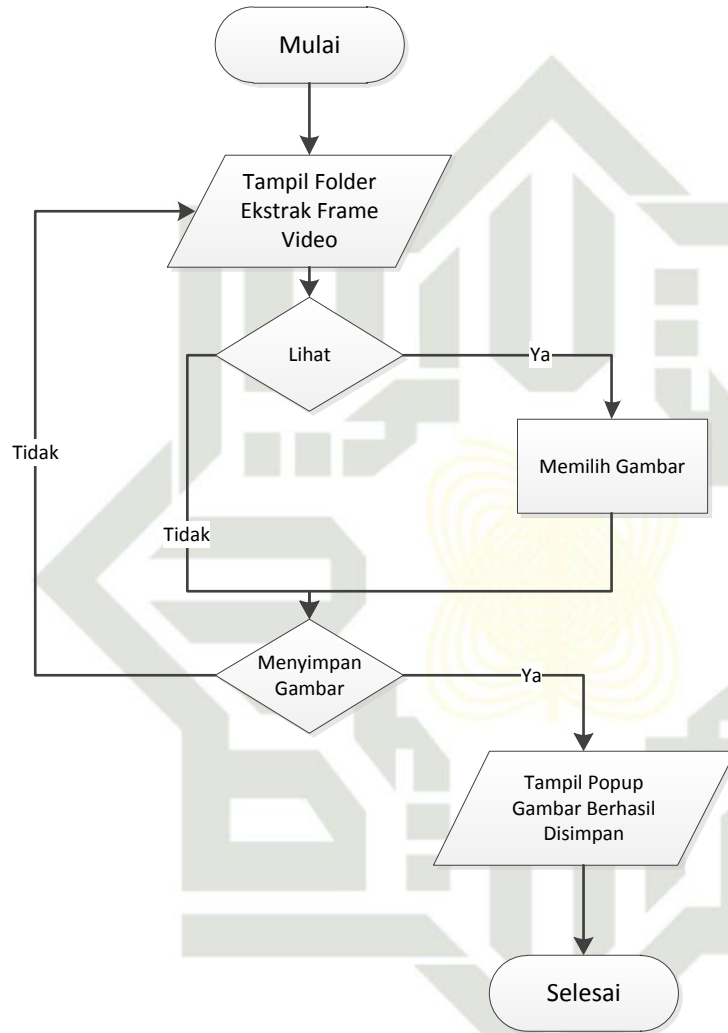 Mulai
Tampil Folder
Ekstrak Frame
Video
Lihat
Ya
Tidak
Memilih Gambar
Tidak
Menyimpan
Gambar
Ya
Tampil Popup
Gambar Berhasil
Disimpan
Selesai